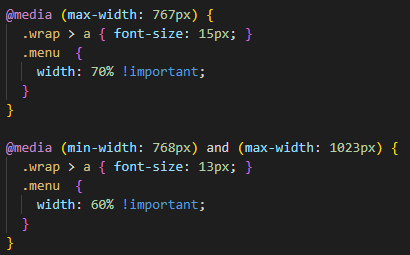 @media (max-width: 767px) {
  .wrap > a { font-size: 15px; }
  .menu  {
    width: 70% !important;
  }
}

@media (min-width: 768px) and (max-width: 1023px) {
  .wrap > a { font-size: 13px; }
  .menu  {
    width: 60% !important;
  }
}